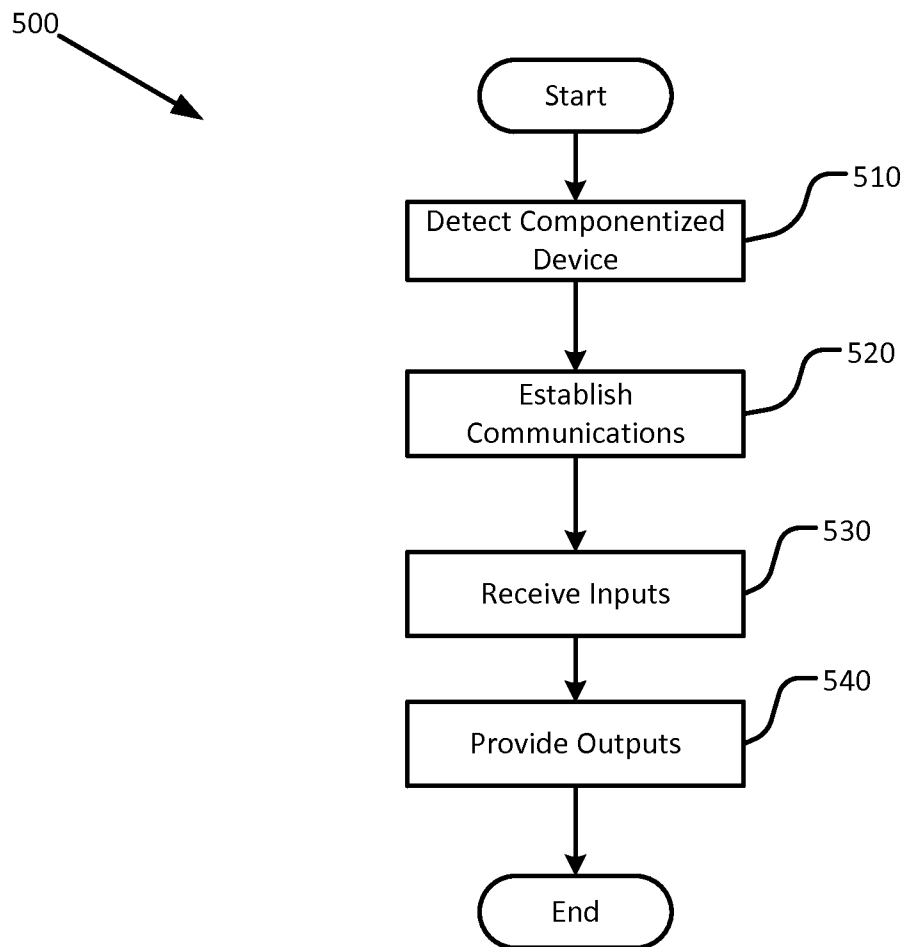 500
Start
510
Detect Componentized
Device
520
Establish
Communications
530
Receive Inputs
540
Provide Outputs
End